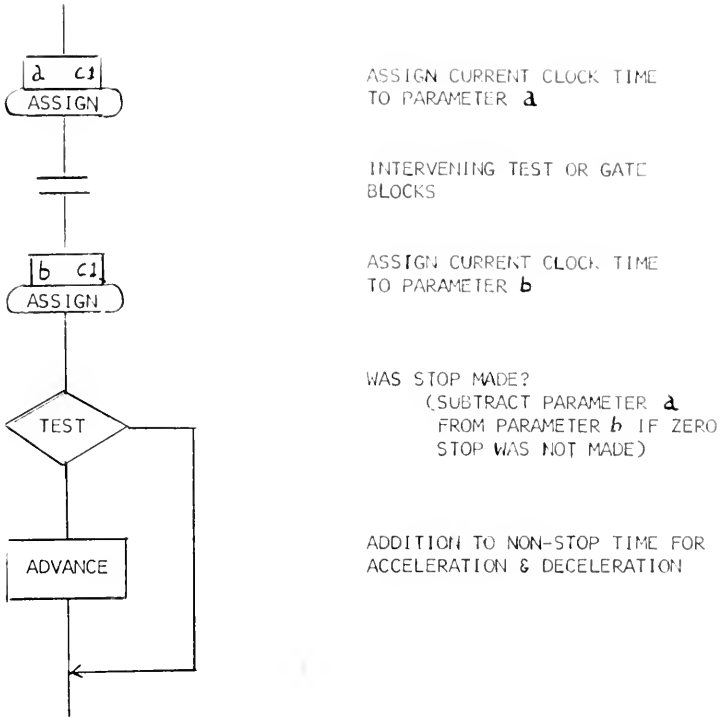 a c1
ASSIGN
ASSIGN CURRENT CLOCK TIME
TO PARAMETER a
INTERVENING TEST OR GATE
BLOCKS
b c1
ASSIGN
ASSIGN CURRENT CLOCK TIME
TO PARAMETER b
TEST
WAS STOP MADE?
(SUBTRACT PARAMETER a
FROM PARAMETER b IF ZERO
STOP WAS NOT MADE)
ADVANCE
ADDITION TO NON-STOP TIME FOR
ACCELERATION & DECELERATION